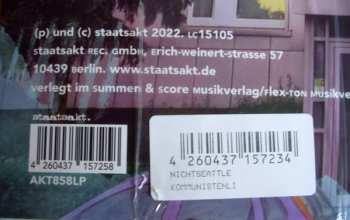 (p) und (c) staatsakt 2022. LC15105
staatsakt REC. GMBH, Erich-weinert-strasse 57
10439 Berlin. www.staatsakt.de
verlegt im summen & score Musikverlag/Flex-TON Musikve
staatsakt.
4 260437 157258
AKT858LP
4 260437 157234
NICHTSEATTLE
KOMMUNISTENLI